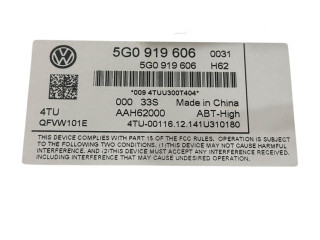 5G0 919 606 0031
5G0 919 606 H62
*009 4TUU300T404*
000 33S Made in China
4TU AAH62000 ABT-High
QFVW101E 4TU-00116.12.141U310180
THIS DEVICE COMPLIES WITH PART 15 OF THE FCC RULES. OPERATION IS SUBJECT
TO THE FOLLOWING TWO CONDITIONS. (1)THIS DEVICE MAY NOT CAUSE HARMFUL
INTERFERENCE, AND (2)THIS DEVICE MUST ACCEPT ANY INTERFERENCE
RECEIVED, INCLUDING INTERFERENCE THAT MAY CAUSE UNDESIRED OPERATION.